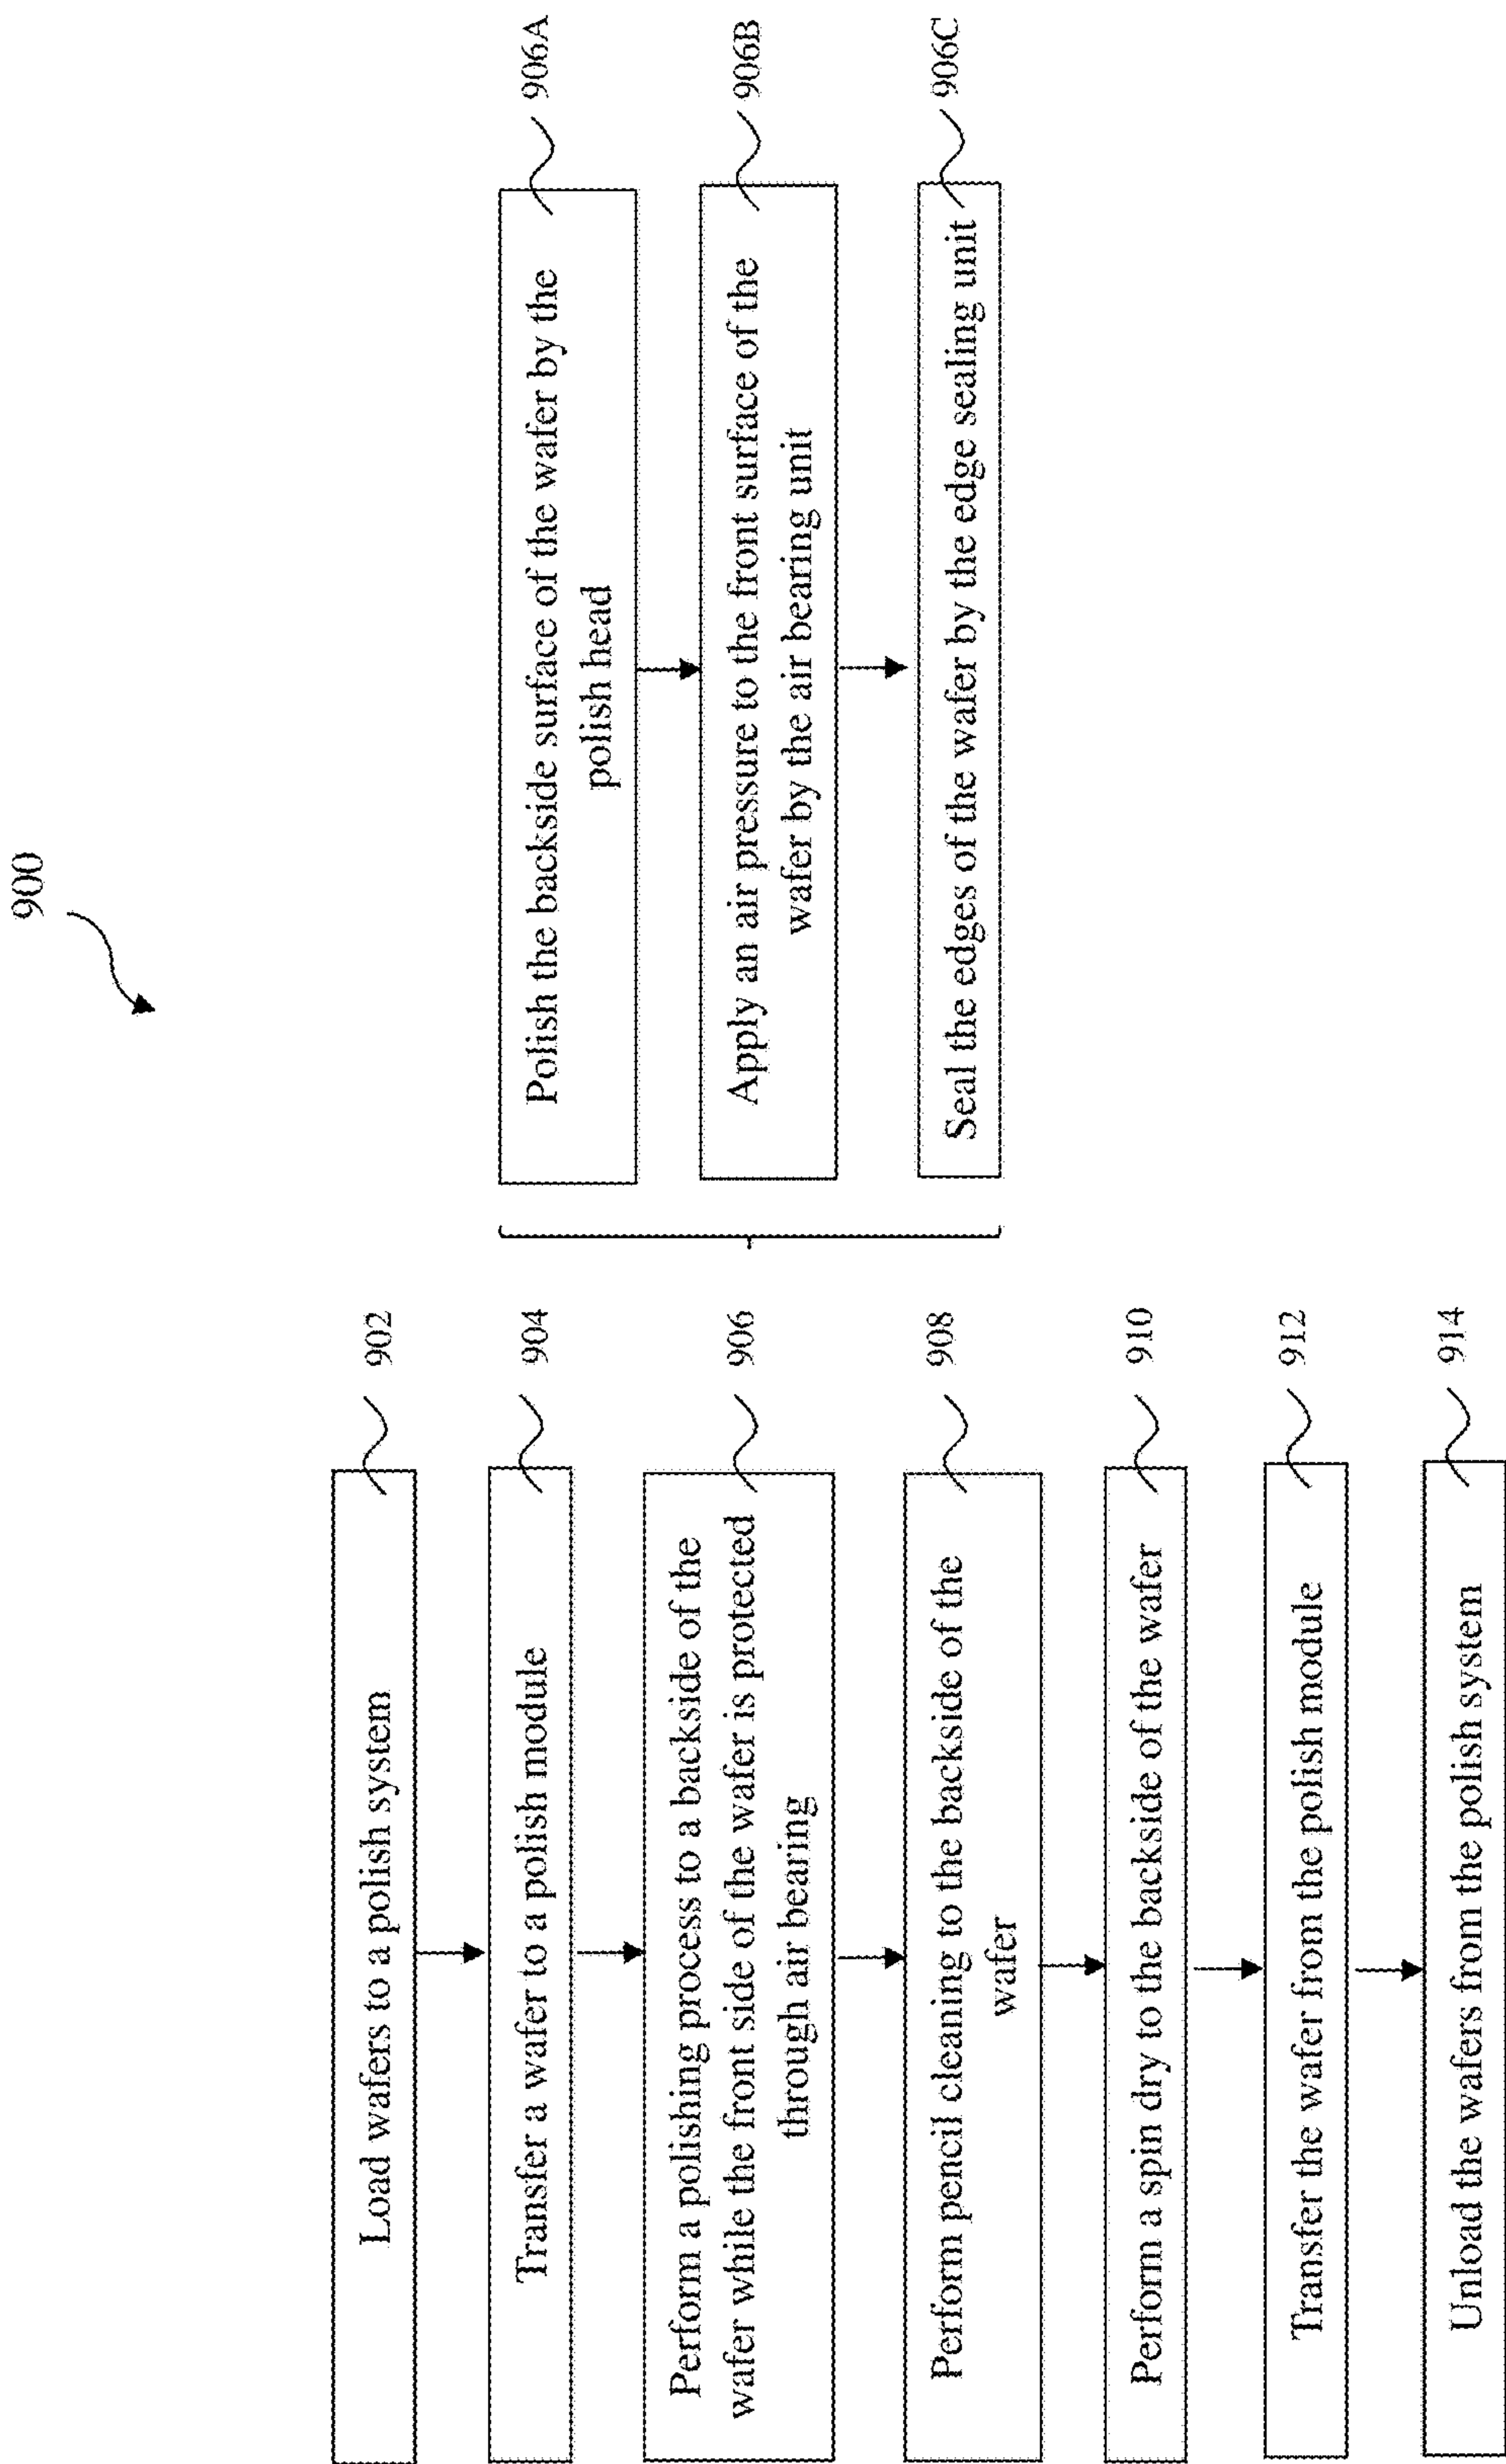 900
Load wafers to a polish system
902
Transfer a wafer to a polish module
904
Perform a polishing process to a backside of the
wafer while the front side of the wafer is protected
through air bearing
906
Polish the backside surface of the wafer by the
polish head
906A
Apply an air pressure to the front surface of the
wafer by the air bearing unit
906B
Seal the edges of the wafer by the edge sealing unit
906C
Perform pencil cleaning to the backside of the
wafer
908
Perform a spin dry to the backside of the wafer
910
Transfer the wafer from the polish module
912
Unload the wafers from the polish system
914